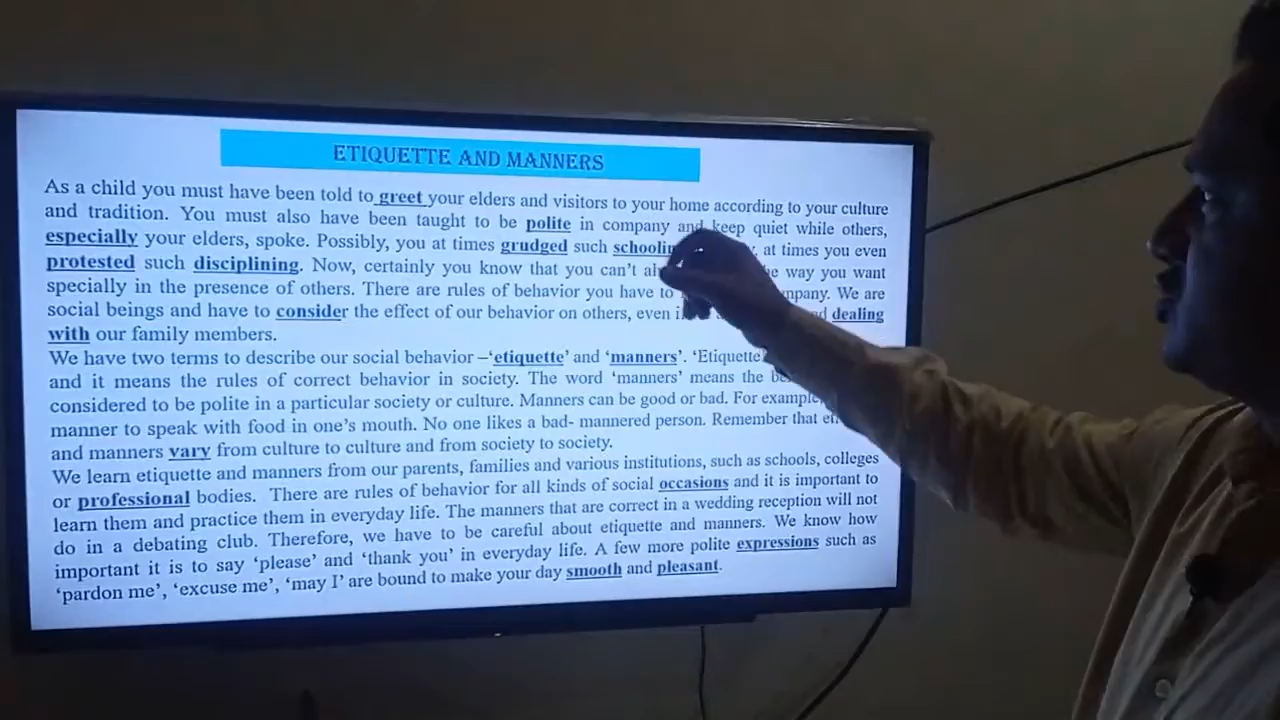 ETIQUETTE AND MANNERS
As a child you must have been told to greet your elders and visitors to your home according to your culture
and tradition. You must also have been taught to be polite in company and keep quiet while others,
especially your elders, spoke. Possibly, you at times grudged such at times you even
protested such disciplining. Now, certainly you know that you can't way you want
specially in the presence of others. There are rules of behavior you have to We are
social beings and have to consider the effect of our behavior on others, even dealing
with our family members.
We have two terms to describe our social behavior –'etiquette' and 'manners'. 'Etiquette
and it means the rules of correct behavior in society. The word 'manners' means the
considered to be polite in a particular society or culture. Manners can be good or bad. For example,
manner to speak with food in one's mouth. No one likes a bad- mannered person. Remember that
and manners vary from culture to culture and from society to society.
We learn etiquette and manners from our parents, families and various institutions, such as schools, colleges
or professional bodies. There are rules of behavior for all kinds of social occasions and it is important to
learn them and practice them in everyday life. The manners that are correct in a wedding reception will not
do in a debating club. Therefore, we have to be careful about etiquette and manners. We know how
important it is to say 'please' and 'thank you' in everyday life. A few more polite expressions such as
'pardon me', 'excuse me', 'may I' are bound to make your day smooth and pleasant.